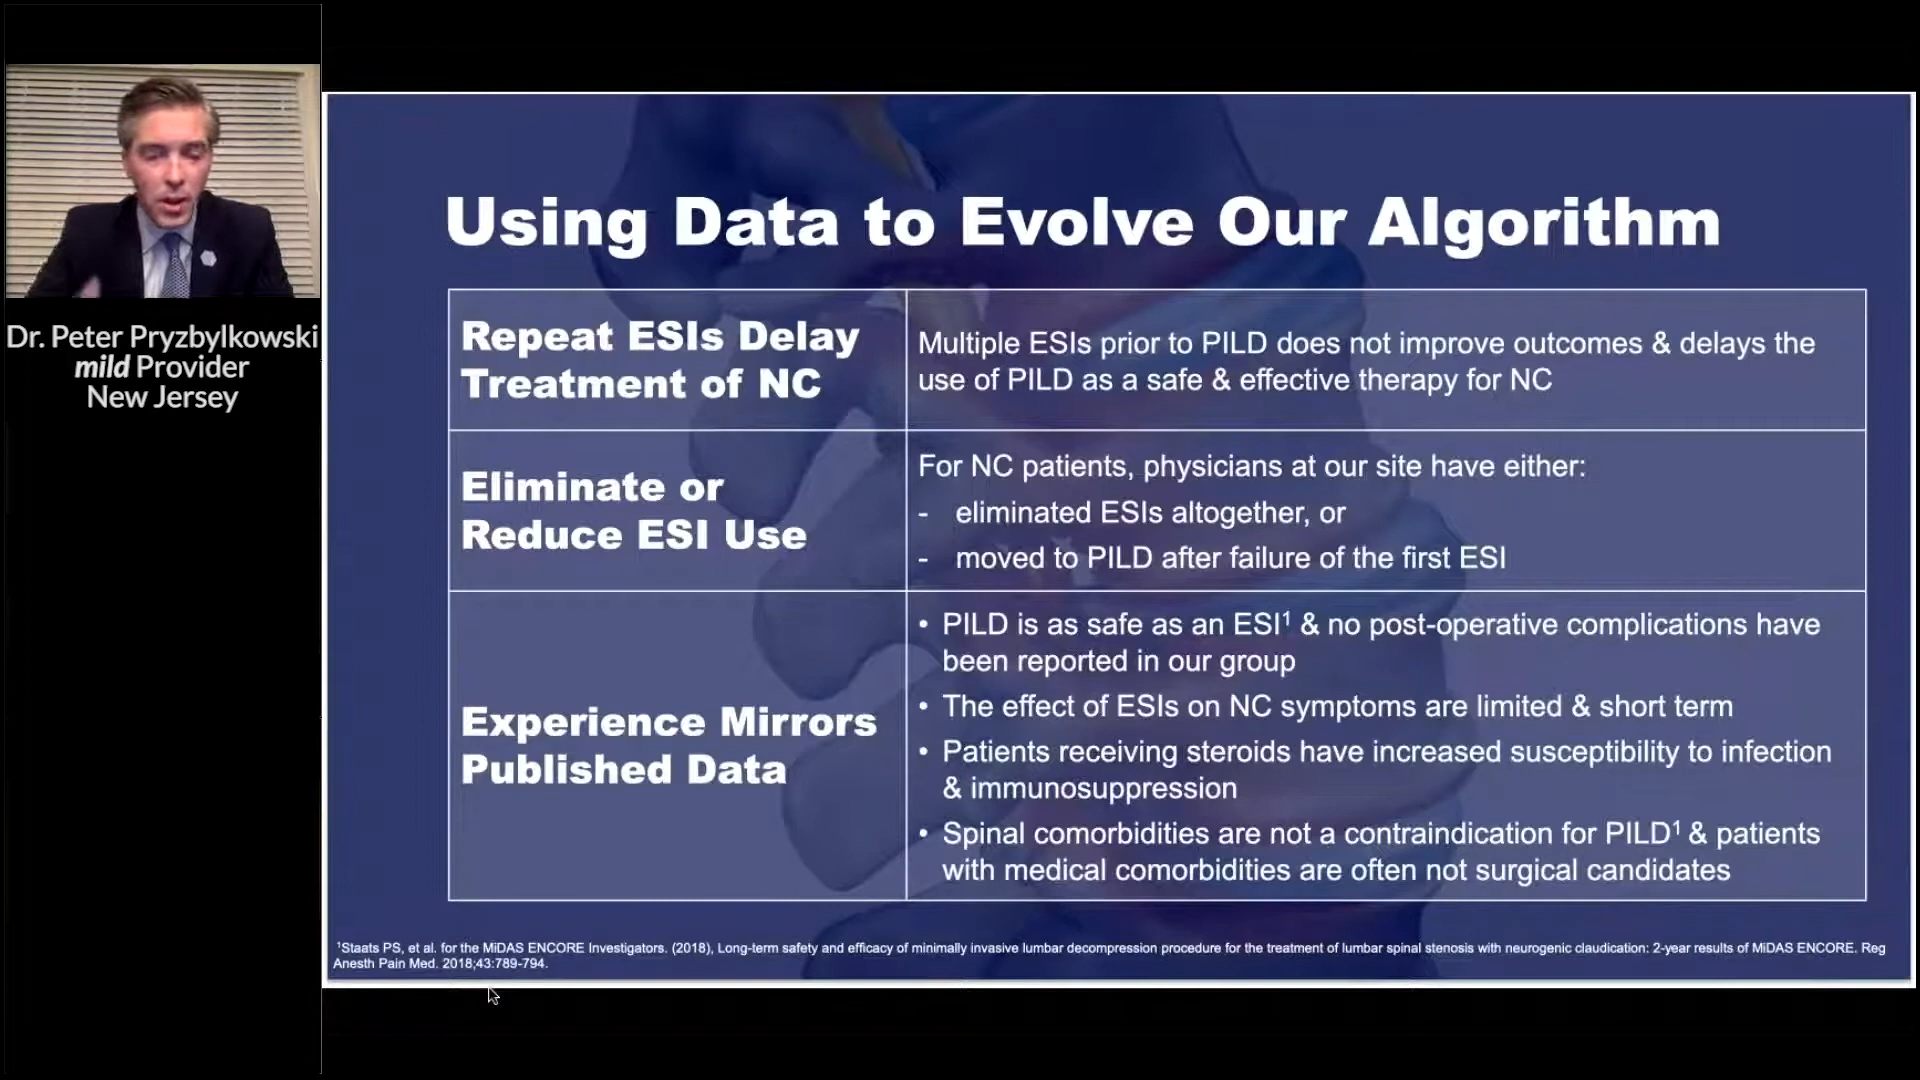 Dr. Peter Pryzbylkowski
mild Provider
New Jersey
Using Data to Evolve Our Algorithm
Repeat ESIs Delay
Treatment of NC
Multiple ESIs prior to PILD does not improve outcomes & delays the
use of PILD as a safe & effective therapy for NC
Eliminate or
Reduce ESI Use
For NC patients, physicians at our site have either:
- eliminated ESIs altogether, or
- moved to PILD after failure of the first ESI
Experience Mirrors
Published Data
• PILD is as safe as an ESI¹ & no post-operative complications have
been reported in our group
• The effect of ESIs on NC symptoms are limited & short term
• Patients receiving steroids have increased susceptibility to infection
& immunosuppression
• Spinal comorbidities are not a contraindication for PILD¹ & patients
with medical comorbidities are often not surgical candidates
¹Staats PS, et al. for the MiDAS ENCORE Investigators. (2018), Long-term safety and efficacy of minimally invasive lumbar decompression procedure for the treatment of lumbar spinal stenosis with neurogenic claudication: 2-year results of MiDAS ENCORE. Reg
Anesth Pain Med. 2018;43:789-794.